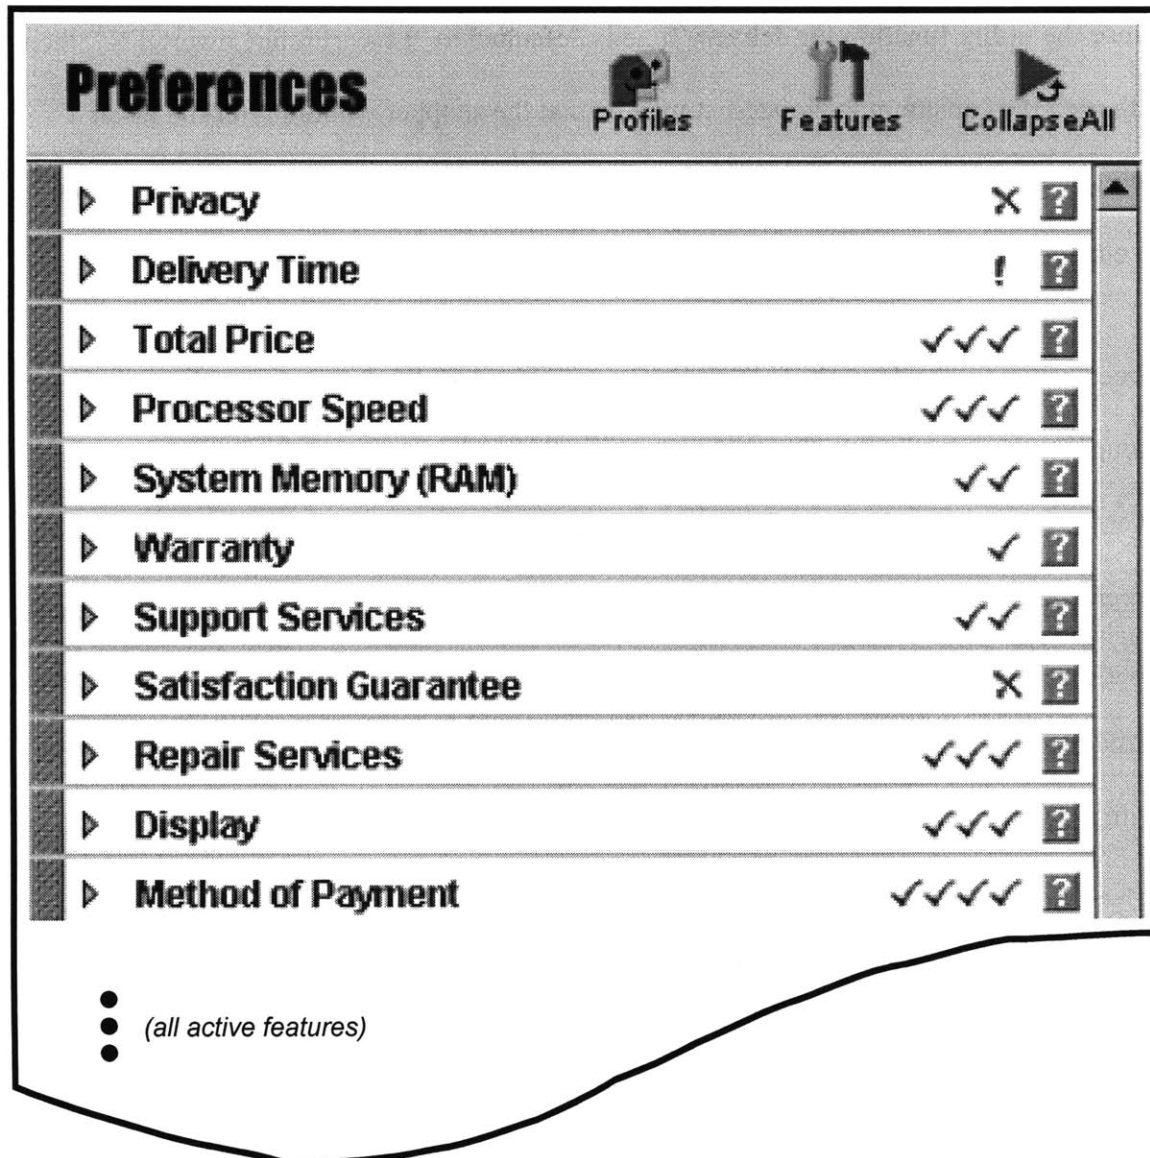 Preferences
Profiles Features CollapseAll
Privacy ?
Delivery Time ! ?
Total Price ✓✓✓ ?
Processor Speed ✓✓✓ ?
System Memory (RAM) ✓✓ ?
Warranty ✓ ?
Support Services ✓✓ ?
Satisfaction Guarantee ?
Repair Services ✓✓✓ ?
Display ✓✓✓ ?
Method of Payment ✓✓✓✓ ?
(all active features)